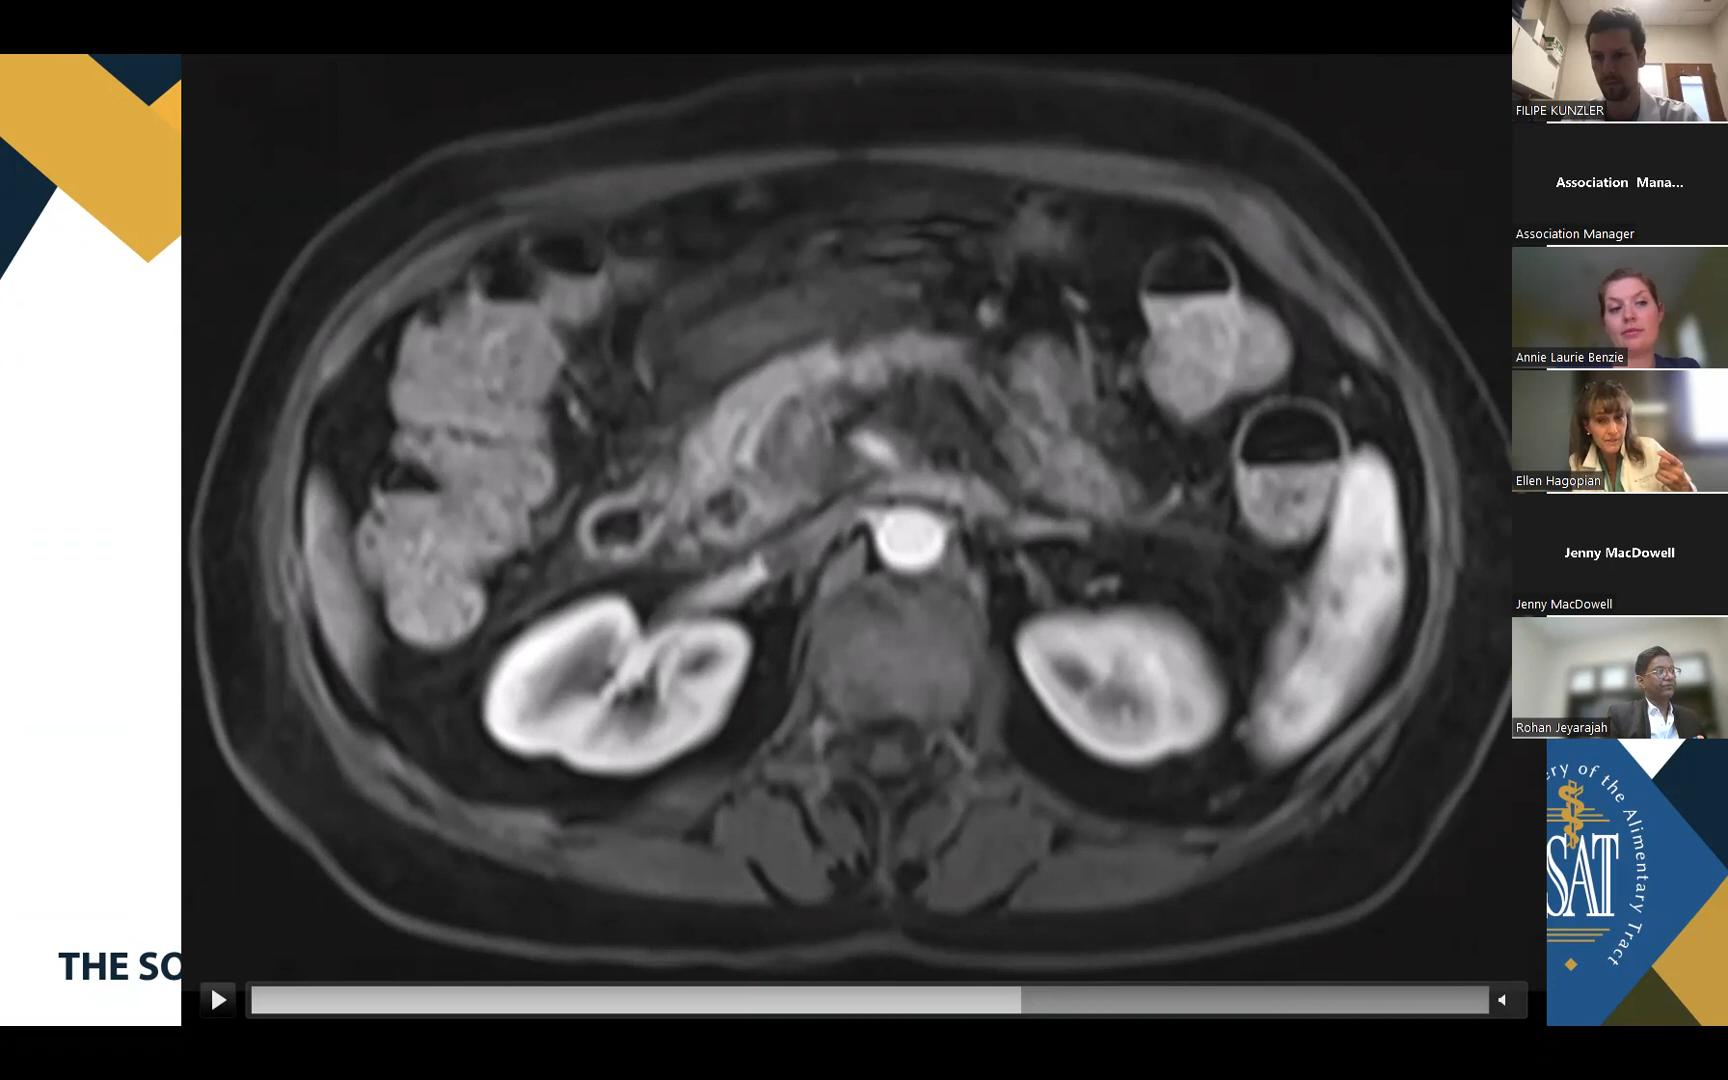 FILIPE KUNZLER
Association Mana...
Association Manager
Annie Laurie Benzie
Ellen Hagopian
Jenny MacDowell
Jenny MacDowell
Rohan Jeyarajah
ery of the Alimentary Tract
SAT
THE SO